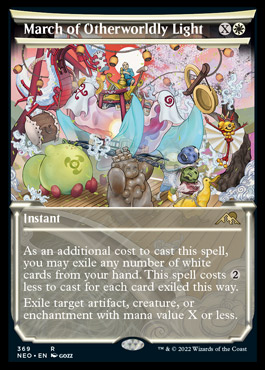 March of Otherworldly Light X
Instant
As an additional cost to cast this spell,
you may exile any number of white
cards from your hand. This spell costs 2
less to cast for each card exiled this way.
Exile target artifact, creature, or
enchantment with mana value X or less.
369 R
NEO • EN GOZZ
™ & © 2022 Wizards of the Coast